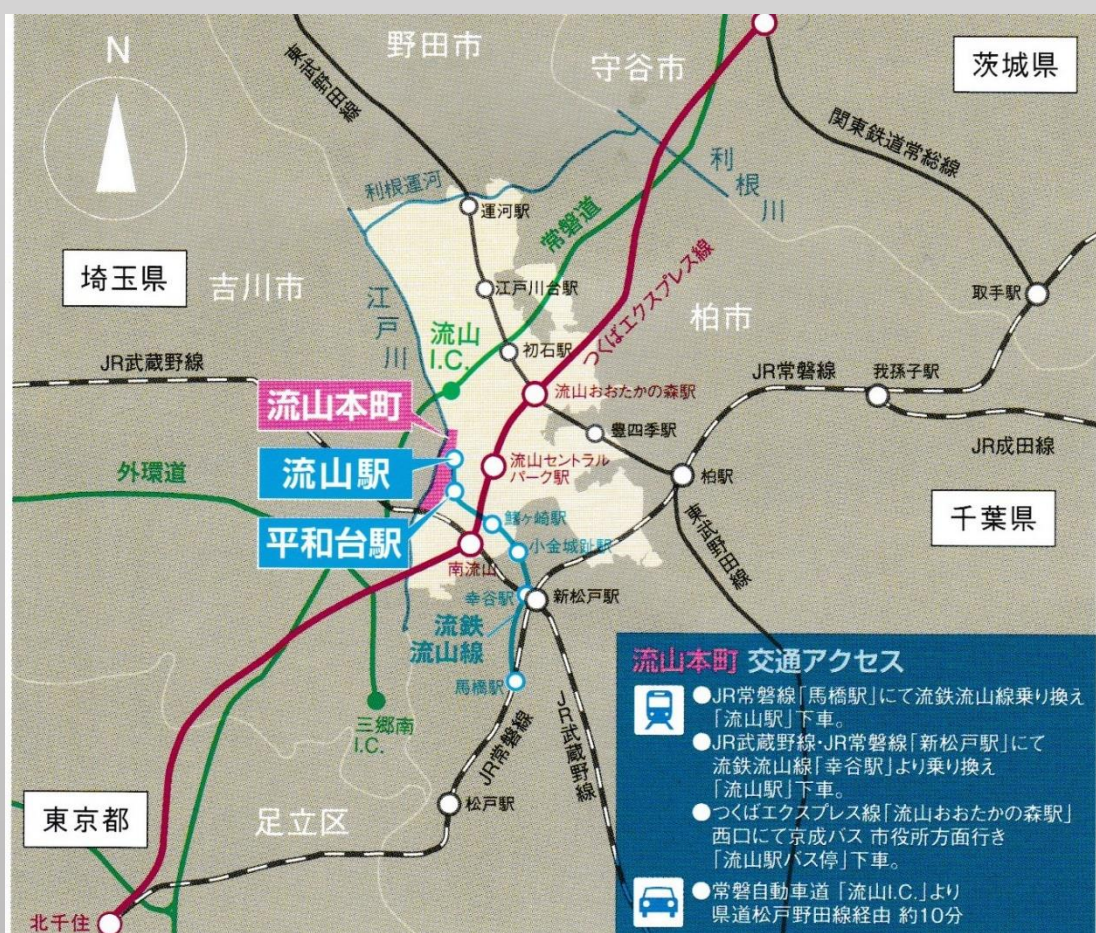 N
野田市
守谷市
茨城県
東武野田線
関東鉄道常総線
利根川
利根運河
運河駅
常磐道
埼玉県
吉川市
江戸川
江戸川台駅
つくばエクスプレス線
柏市
取手駅
流山
I.C.
初石駅
JR武蔵野線
JR常磐線
我孫子駅
流山本町
流山おおたかの森駅
豊四季駅
JR成田線
外環道
流山駅
流山セントラル
パーク駅
柏駅
千葉県
平和台駅
鰭ヶ崎駅
小金城趾駅
東武野田線
南流山
幸谷駅
新松戸駅
流鉄
流山線
馬橋駅
三郷南
I.C.
JR常磐線
JR武蔵野線
松戸駅
東京都
足立区
北千住
流山本町 交通アクセス
●JR常磐線「馬橋駅」にて流鉄流山線乗り換え
「流山駅」下車。
●JR武蔵野線・JR常磐線「新松戸駅」にて
流鉄流山線「幸谷駅」より乗り換え
「流山駅」下車。
●つくばエクスプレス線「流山おおたかの森駅」
西口にて京成バス 市役所方面行き
「流山駅バス停」下車。
●常磐自動車道「流山I.C.」より
県道松戸野田線経由 約10分